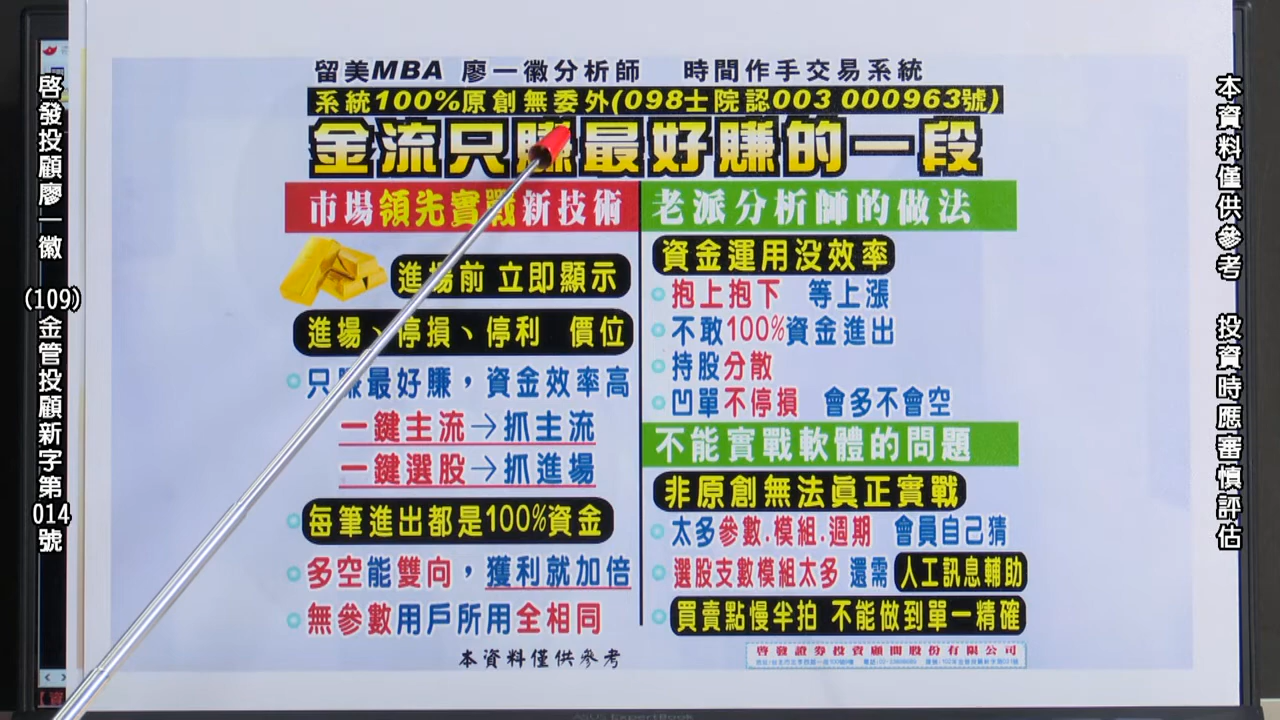 啓發投顧廖一徽
(109)金管投顧新字第014號
留美MBA 廖一徽分析師 時間作手交易系統
系統100%原創無委外(098士院認003 000963號)
金流只賺最好賺的一段
市場領先實戰新技術
進場前 立即顯示
進場、停損、停利 價位
只賺最好賺，資金效率高
一鍵主流→抓主流
一鍵選股→抓進場
每筆進出都是100%資金
多空能雙向，獲利就加倍
無參數用戶所用全相同
本資料僅供參考
老派分析師的做法
資金運用沒效率
抱上抱下 等上漲
不敢100%資金進出
持股分散
凹單不停損 會多不會空
不能實戰軟體的問題
非原創無法眞正實戰
太多參數.模組.週期 會員自己猜
選股支數模組太多 還需人工訊息輔助
買賣點慢半拍 不能做到單一精確
啓發證券投資顧問股份有限公司
本資料僅供參考 投資時應審慎評估
ASUS ExpertBook